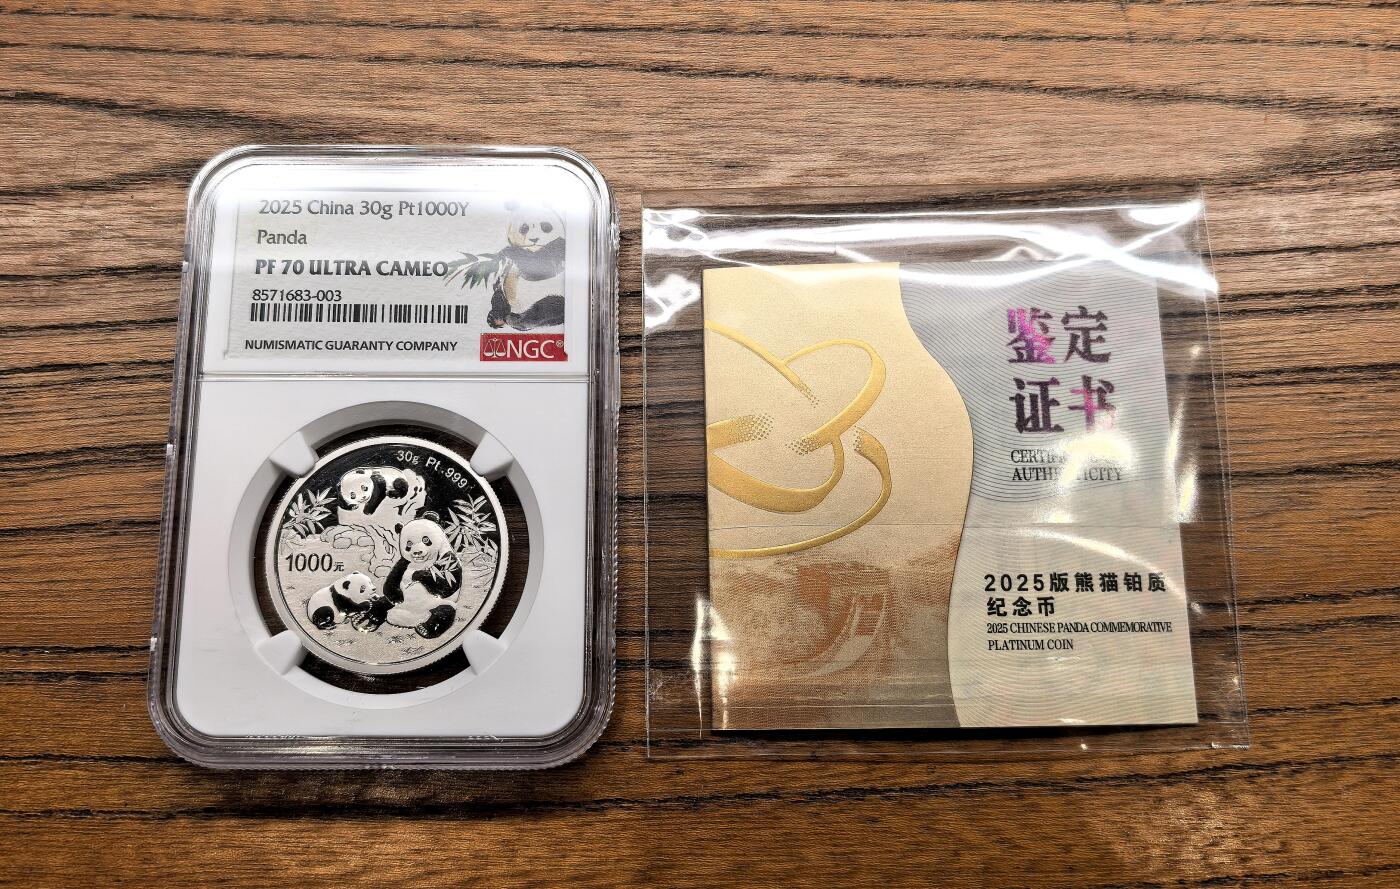 2025 China 30g Pt1000Y
Panda
PF 70 ULTRA CAMEO
8571683-003
NUMISMATIC GUARANTY COMPANY
NGC®
30g Pt.999
1000元
鉴定
证书
AUTHENTICITY
2025版熊猫铂质
纪念币
2025 CHINESE PANDA COMMEMORATIVE
PLATINUM COIN